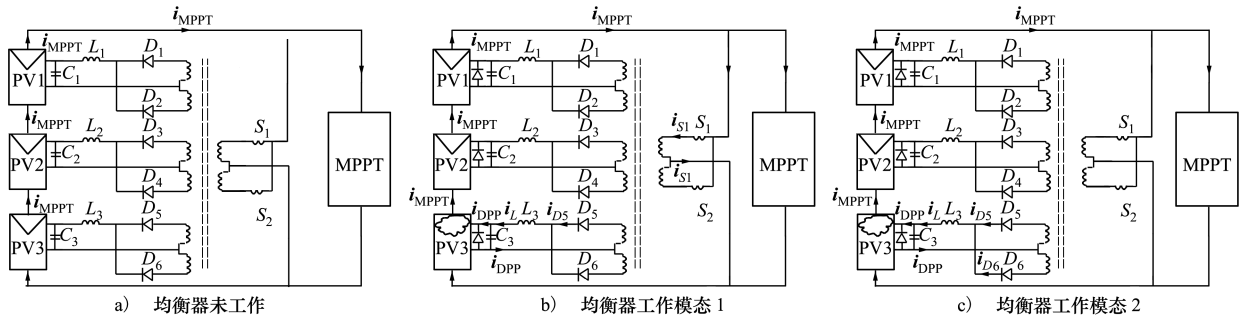 i_MPPT
i_MPPT L₁ D₁
PV1 C₁
i_MPPT D₂
L₂ D₃ S₁
PV2 C₂ MPPT
D₄
i_MPPT L₃ D₅ S₂
PV3 C₃
D₆
a) 均衡器未工作
i_MPPT
i_MPPT L₁ D₁
PV1 C₁
i_MPPT D₂
L₂ D₃ i_S1 S₁
PV2 C₂ i_S1 MPPT
D₄
i_MPPT S₂
i_DPP i_L L₃ i_D5 D₅
PV3 C₃
i_DPP D₆
b) 均衡器工作模态 1
i_MPPT
i_MPPT L₁ D₁
PV1 C₁
i_MPPT D₂
L₂ D₃ S₁
PV2 C₂ MPPT
D₄
i_MPPT S₂
i_DPP i_L L₃ i_D5 D₅
PV3 C₃
i_DPP i_D6 D₆
c) 均衡器工作模态 2